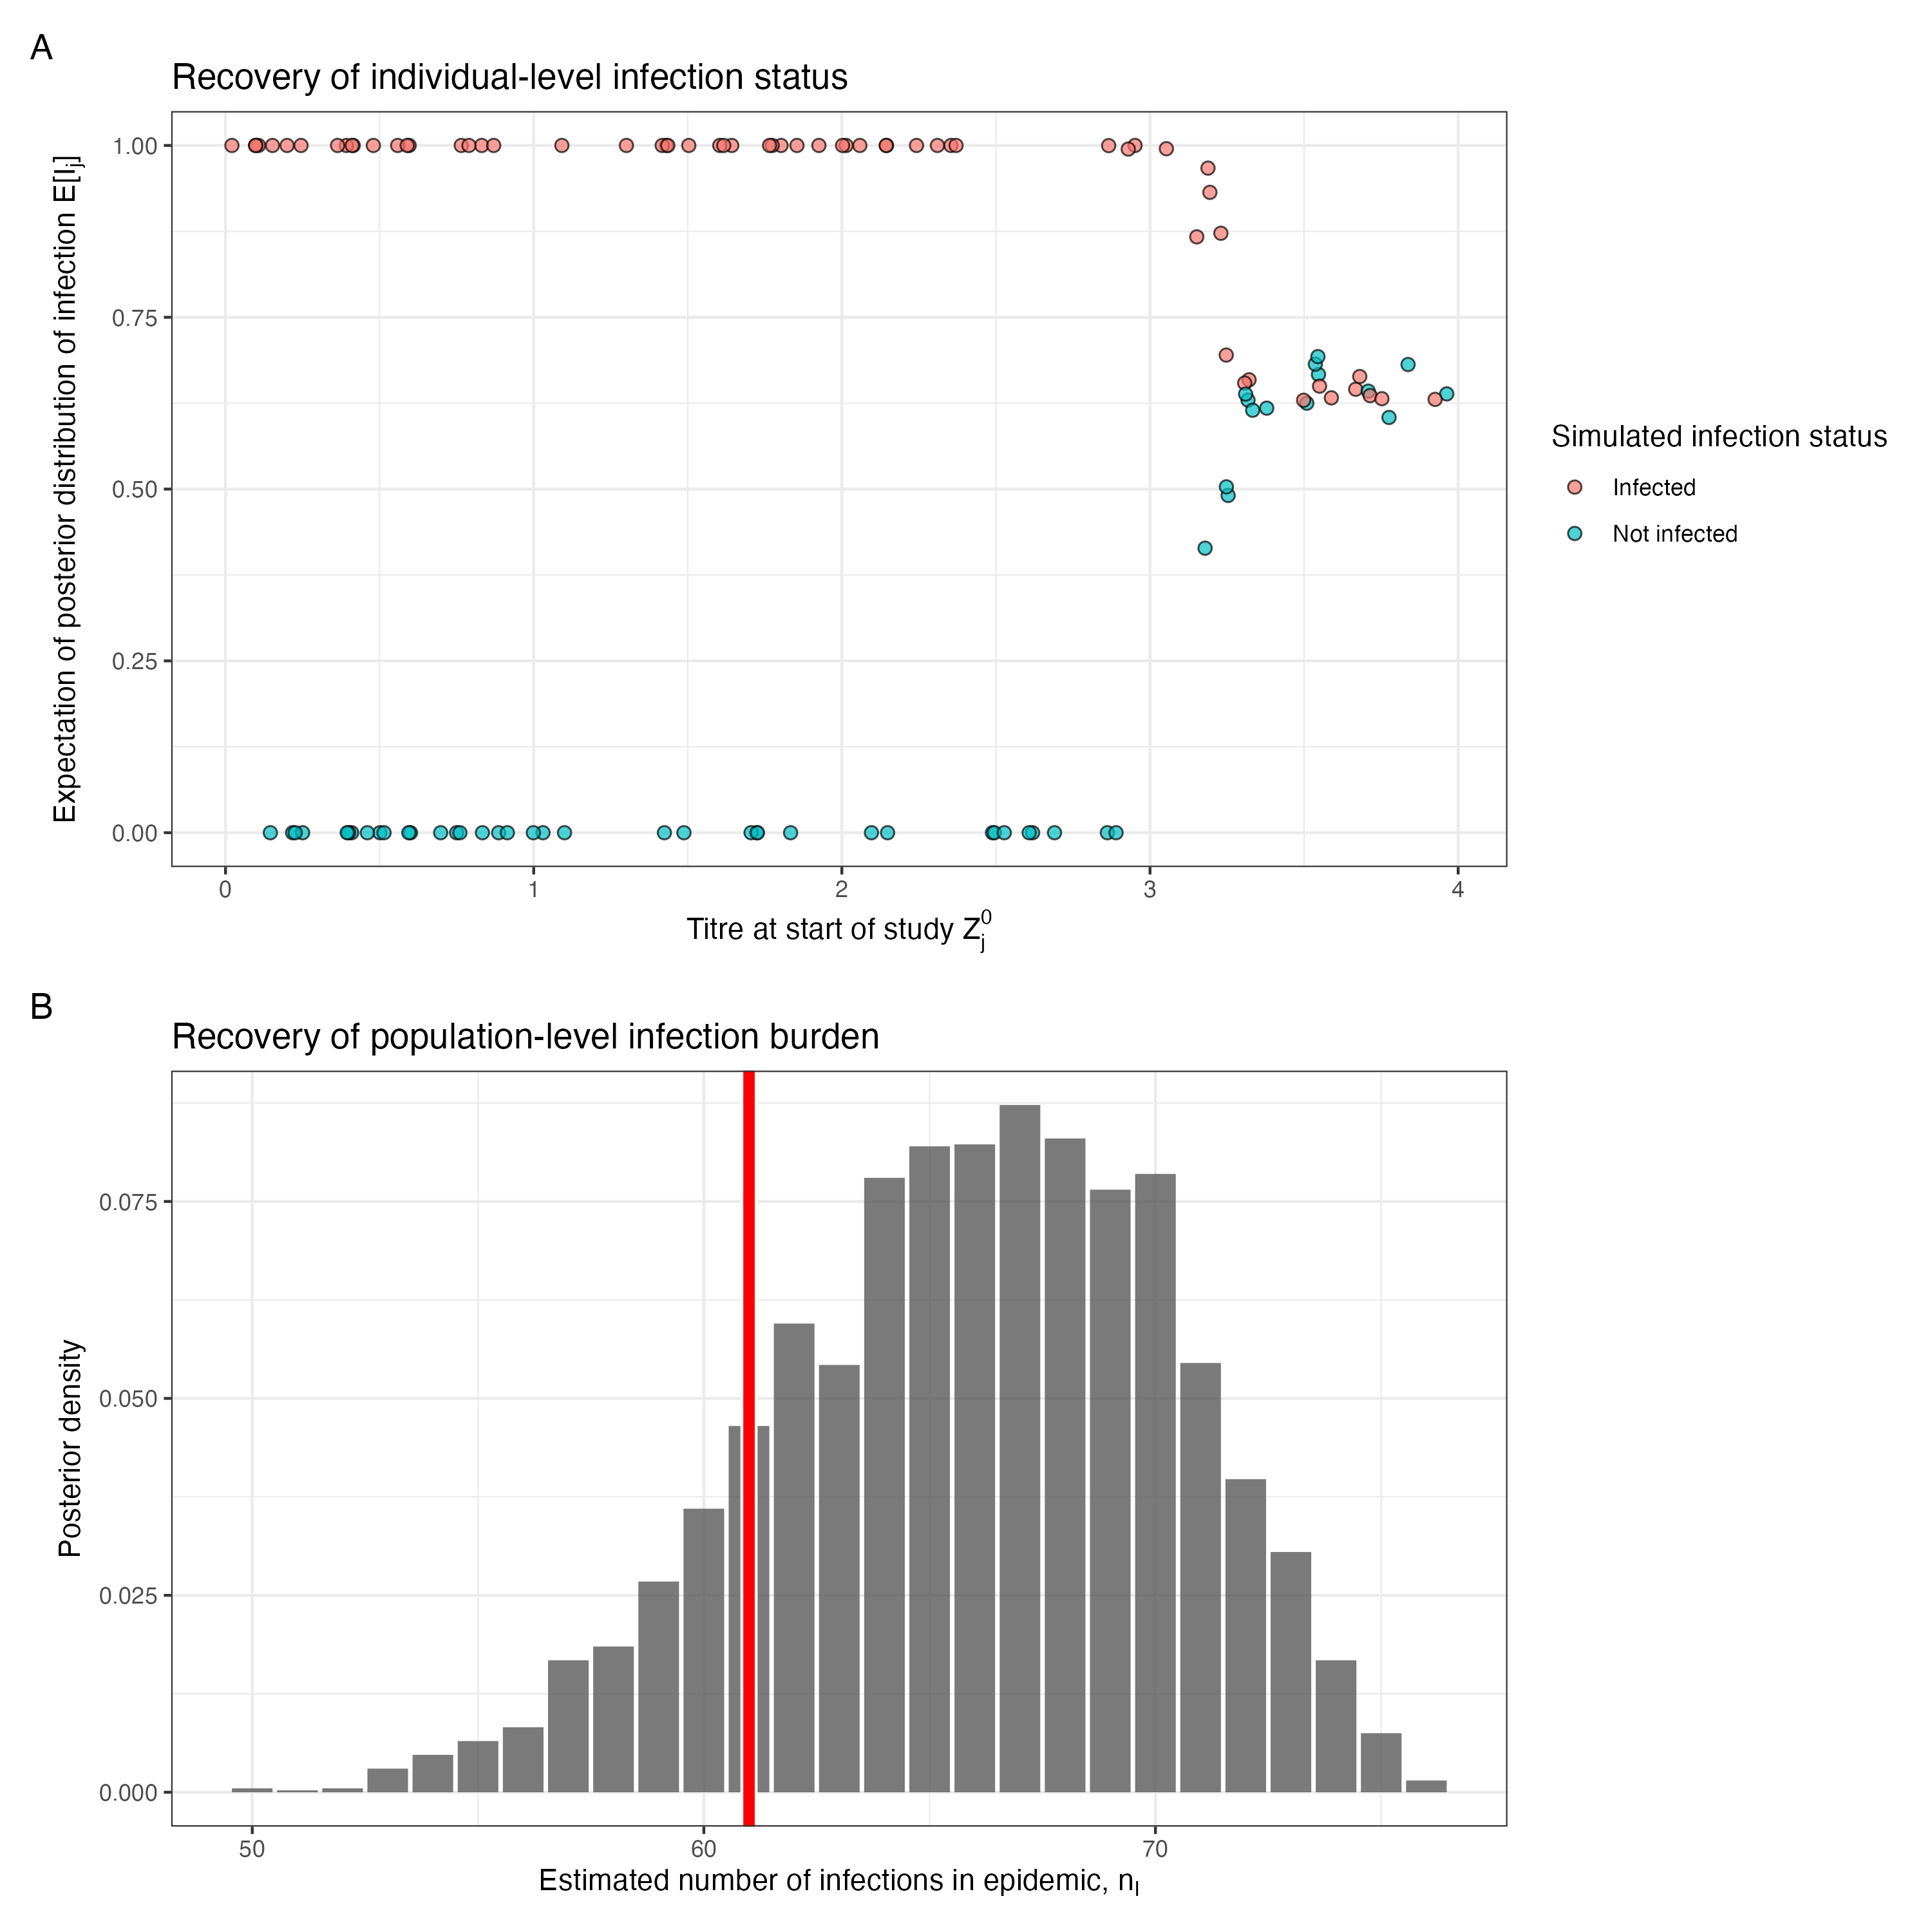 A
Recovery of individual-level infection status
Expectation of posterior distribution of infection E[Ij]
1.00
0.75
0.50
0.25
0.00
0 1 2 3 4
Titre at start of study Z_j^0
Simulated infection status
Infected
Not infected
B
Recovery of population-level infection burden
Posterior density
0.075
0.050
0.025
0.000
50 60 70
Estimated number of infections in epidemic, n_I